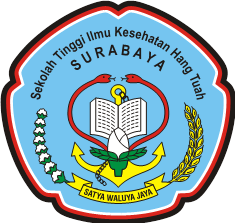 Sekolah Tinggi Ilmu Kesehatan Hang Tuah
SURABAYA
SATYA WALUYA JAYA